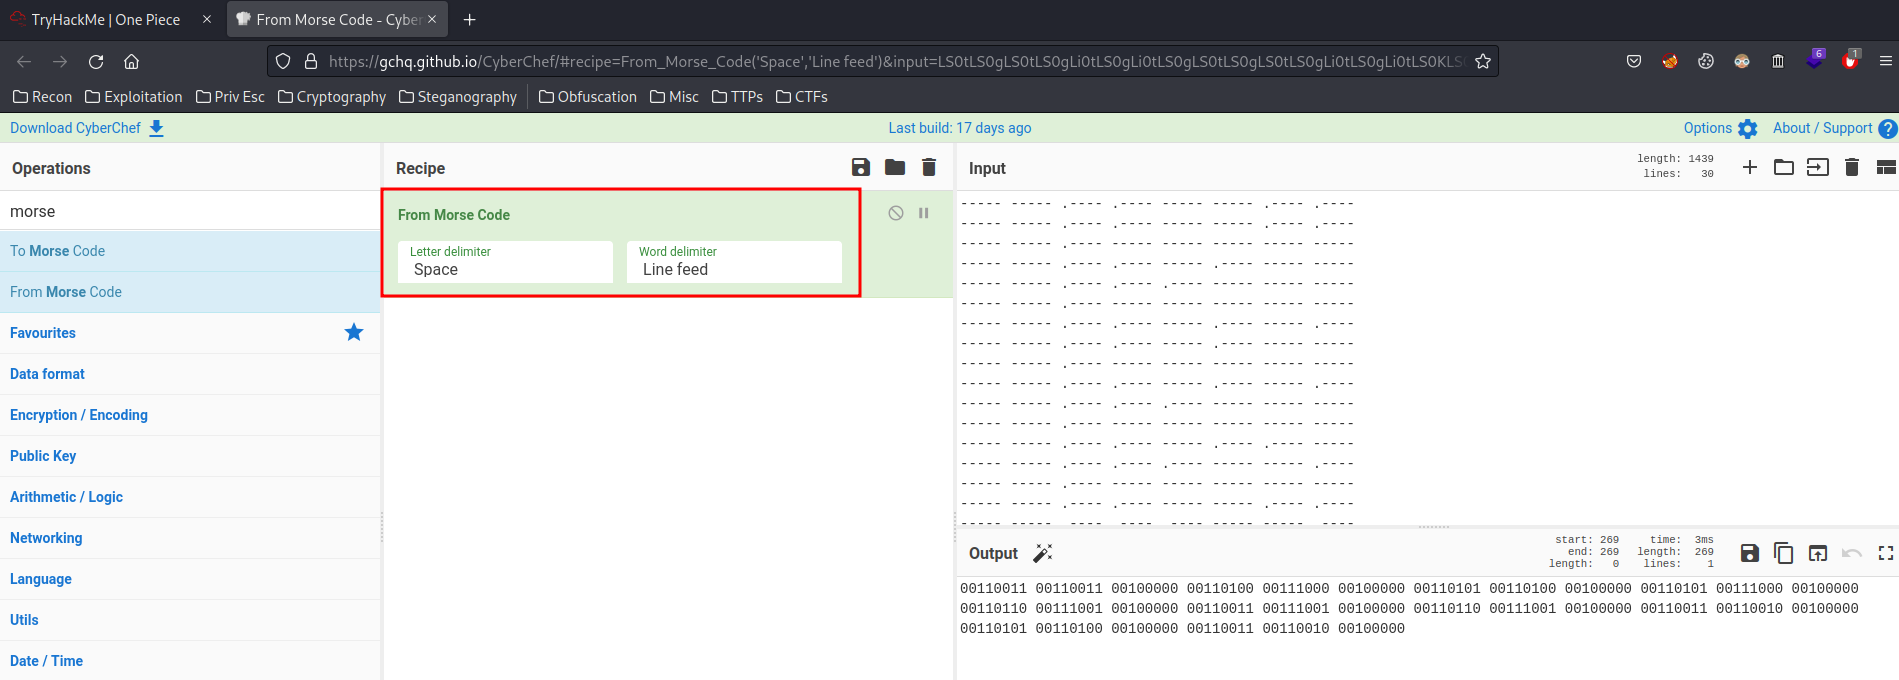 TryHackMe | One Piece × From Morse Code - Cyber × +
https://gchq.github.io/CyberChef/#recipe=From_Morse_Code('Space','Line feed')&input=LS0tLS0gLS0tLS0gLi0tLS0gLi0tLS0gLS0tLS0gLS0tLS0gLi0tLS0gLi0tLS0KLS0 6 1
Recon Exploitation Priv Esc Cryptography Steganography Obfuscation Misc TTPs CTFs
Download CyberChef Last build: 17 days ago Options About / Support ?
Operations Recipe Input length: 1439
lines: 30
morse
To Morse Code
From Morse Code
Favourites
Data format
Encryption / Encoding
Public Key
Arithmetic / Logic
Networking
Language
Utils
Date / Time
From Morse Code
Letter delimiter Word delimiter
Space Line feed
----- ----- .---- .---- ----- ----- .---- .----
----- ----- .---- .---- ----- ----- .---- .----
----- ----- .---- ----- ----- ----- ----- -----
----- ----- .---- .---- ----- .---- ----- -----
----- ----- .---- .---- .---- ----- ----- -----
----- ----- .---- ----- ----- ----- ----- -----
----- ----- .---- .---- ----- .---- ----- .----
----- ----- .---- .---- ----- .---- ----- -----
----- ----- .---- ----- ----- ----- ----- -----
----- ----- .---- .---- ----- .---- ----- .----
----- ----- .---- .---- .---- ----- ----- -----
----- ----- .---- ----- ----- ----- ----- -----
----- ----- .---- .---- ----- .---- .---- -----
----- ----- .---- .---- .---- ----- ----- .----
----- ----- .---- ----- ----- ----- ----- -----
----- ----- .---- .---- ----- ----- .---- .----
----- ----- .---- .---- .---- ----- ----- .----
Output start: 269 time: 3ms
end: 269 length: 269
length: 0 lines: 1
00110011 00110011 00100000 00110100 00111000 00100000 00110101 00110100 00100000 00110101 00111000 00100000
00110110 00111001 00100000 00110011 00111001 00100000 00110110 00111001 00100000 00110011 00110010 00100000
00110101 00110100 00100000 00110011 00110010 00100000